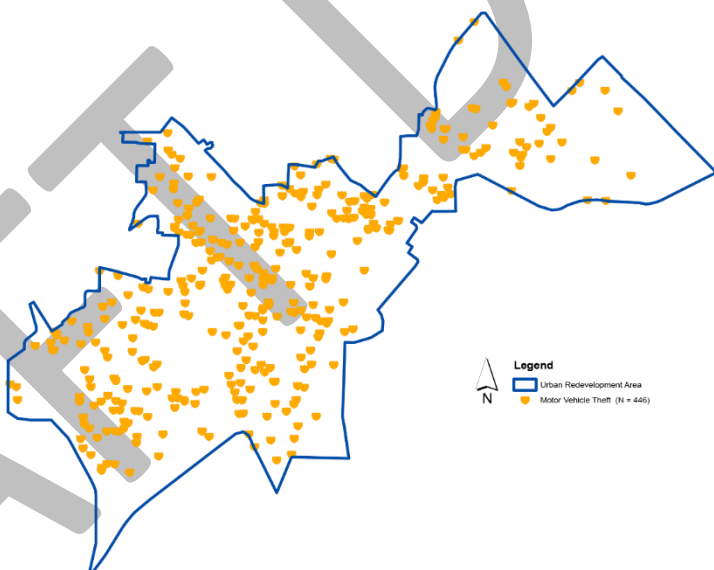 Legend
Urban Redevelopment Area
Motor Vehicle Theft (N = 446)
N